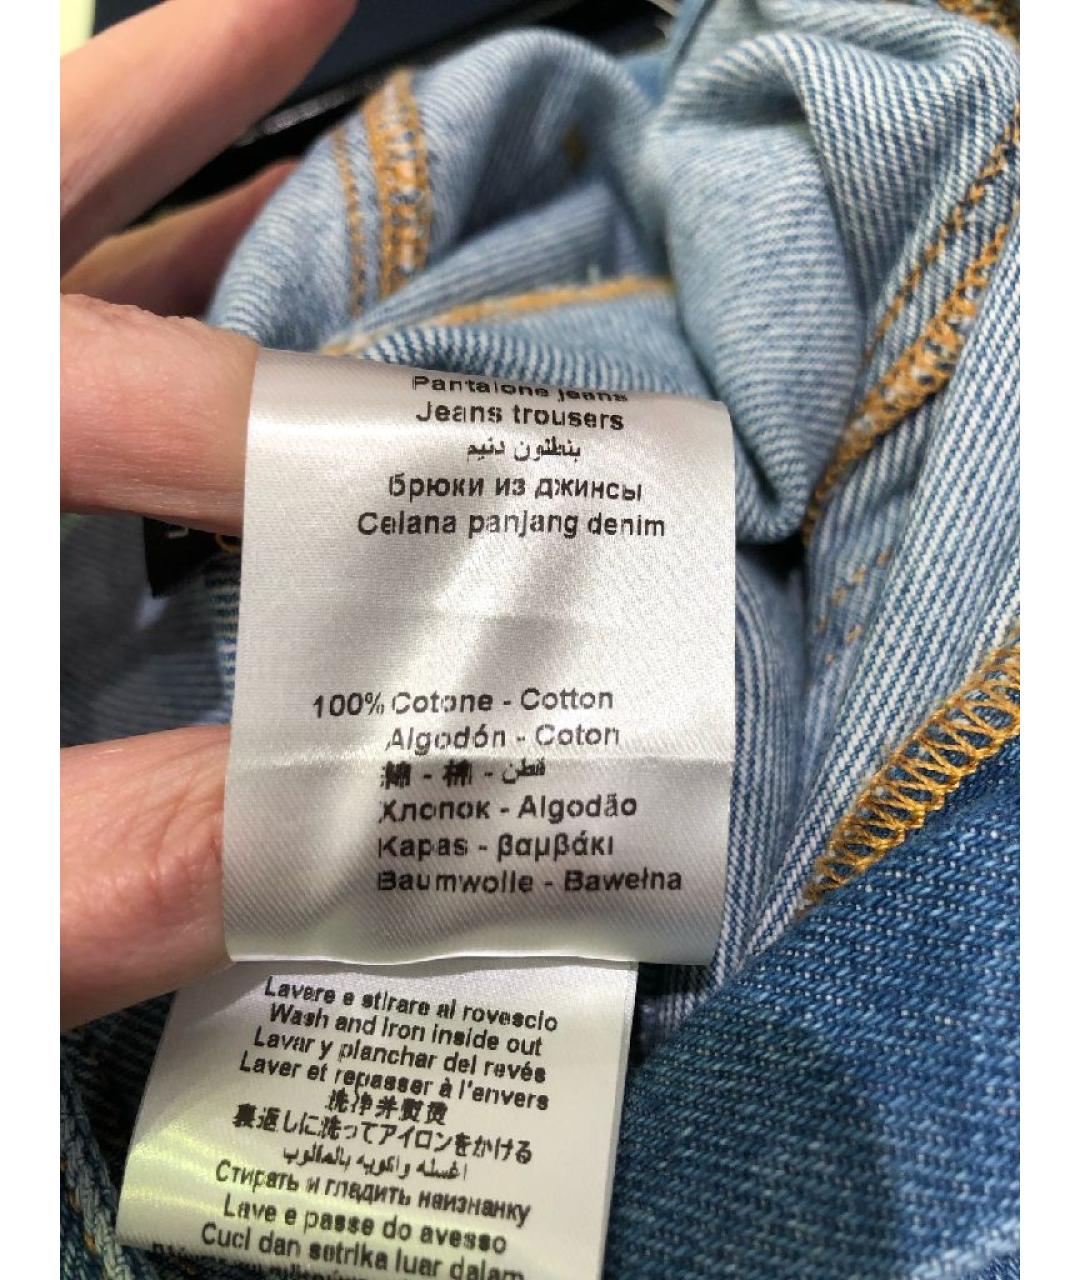 Pantalone jeans
Jeans trousers
بنطلون دنيم
брюки из джинсы
Celana panjang denim
100% Cotone - Cotton
Algodón - Coton
綿 - 棉 - قطن
Хлопок - Algodão
Kapas - βαμβάκι
Baumwolle - Bawełna
Lavare e stirare al rovescio
Wash and iron inside out
Lavar y planchar del revés
Laver et repasser à l'envers
洗净并熨烫
裏返しに洗ってアイロンをかける
اغسله واكويه بالمقلوب
Стирать и гладить наизнанку
Lave e passe do avesso
Cuci dan setrika luar dalam